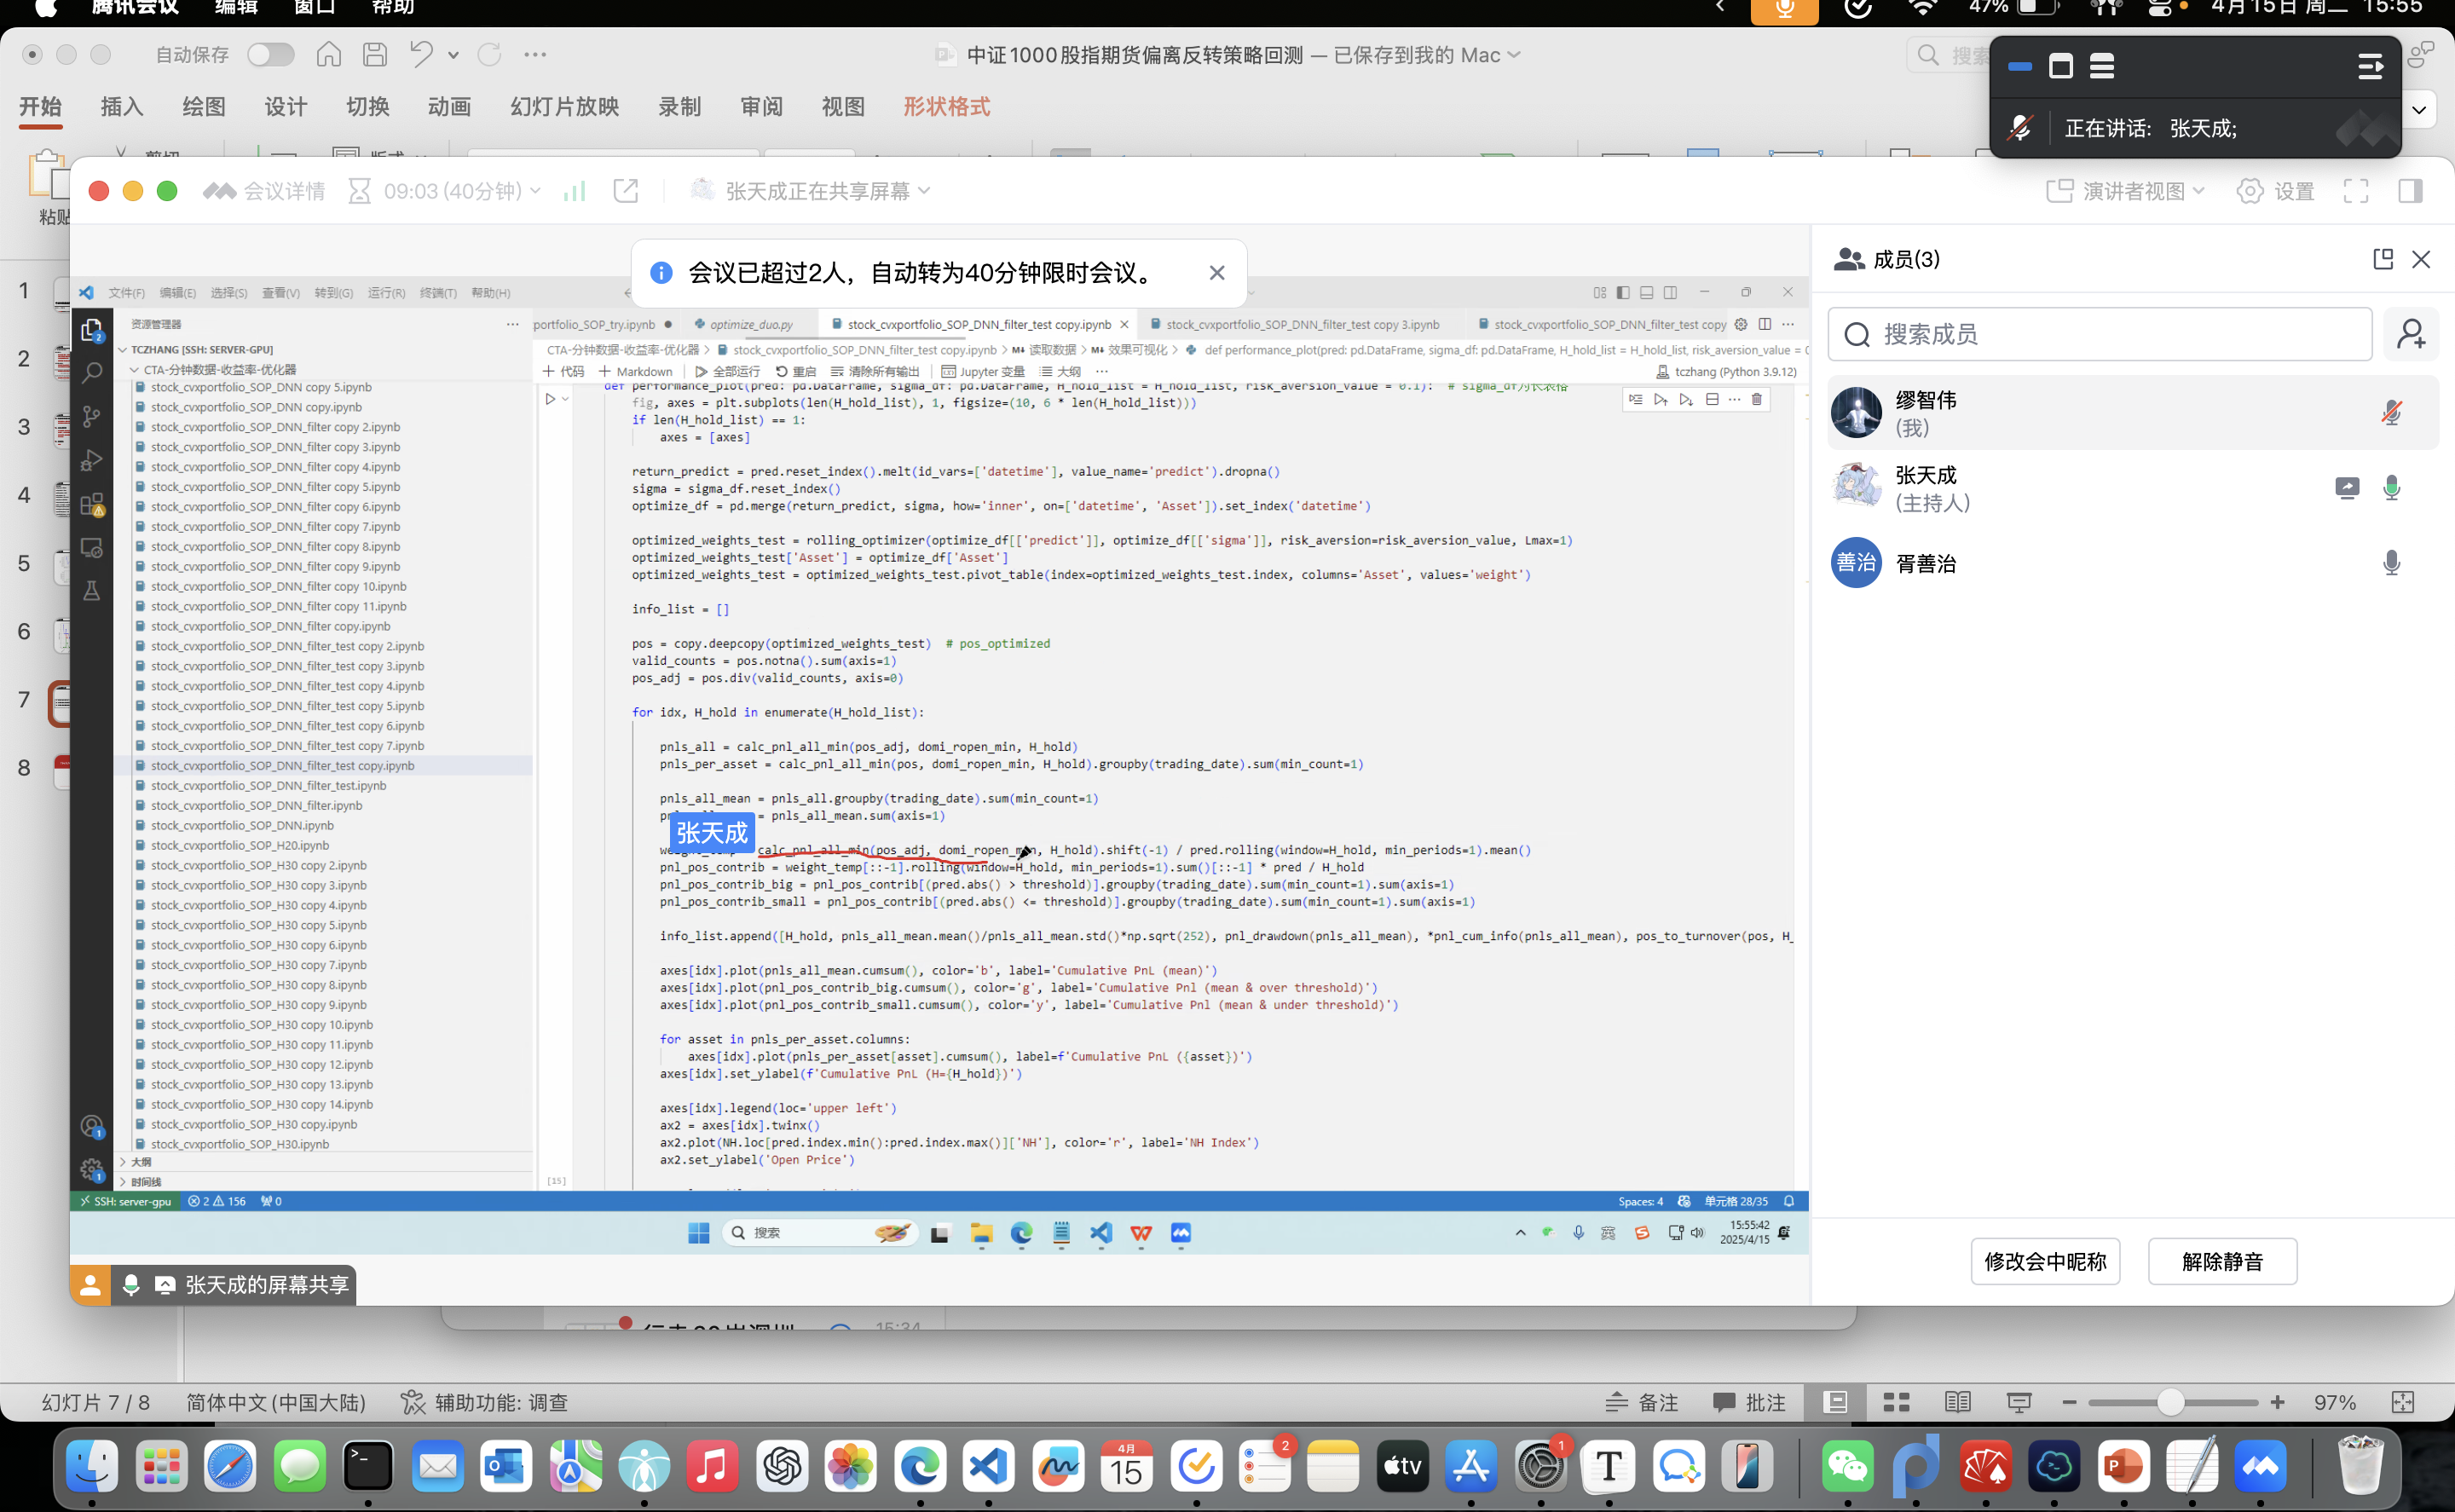 腾讯会议 编辑 窗口 帮助 47% 4月15日 周二 15:55
自动保存 中证1000股指期货偏离反转策略回测 — 已保存到我的 Mac
开始 插入 绘图 设计 切换 动画 幻灯片放映 录制 审阅 视图 形状格式
正在讲话: 张天成;
会议详情 09:03 (40分钟) 张天成正在共享屏幕 演讲者视图 设置
会议已超过2人，自动转为40分钟限时会议。
文件(F) 编辑(E) 选择(S) 查看(V) 转到(G) 运行(R) 终端(T) 帮助(H)
资源管理器
portfolio_SOP_try.ipynb optimize_duo.py stock_cvxportfolio_SOP_DNN_filter_test copy.ipynb stock_cvxportfolio_SOP_DNN_filter_test copy 3.ipynb stock_cvxportfolio_SOP_DNN_filter_test copy
TCZHANG [SSH: SERVER-GPU]
CTA-分钟数据-收益率-优化器 > stock_cvxportfolio_SOP_DNN_filter_test copy.ipynb > M↓ 读取数据 > M↓ 效果可视化 > def performance_plot(pred: pd.DataFrame, sigma_df: pd.DataFrame, H_hold_list = H_hold_list, risk_aversion_value = 0
CTA-分钟数据-收益率-优化器
+ 代码 + Markdown 全部运行 重启 清除所有输出 Jupyter 变量 大纲 tczhang (Python 3.9.12)
stock_cvxportfolio_SOP_DNN copy 5.ipynb
stock_cvxportfolio_SOP_DNN copy.ipynb
stock_cvxportfolio_SOP_DNN_filter copy 2.ipynb
stock_cvxportfolio_SOP_DNN_filter copy 3.ipynb
stock_cvxportfolio_SOP_DNN_filter copy 4.ipynb
stock_cvxportfolio_SOP_DNN_filter copy 5.ipynb
stock_cvxportfolio_SOP_DNN_filter copy 6.ipynb
stock_cvxportfolio_SOP_DNN_filter copy 7.ipynb
stock_cvxportfolio_SOP_DNN_filter copy 8.ipynb
stock_cvxportfolio_SOP_DNN_filter copy 9.ipynb
stock_cvxportfolio_SOP_DNN_filter copy 10.ipynb
stock_cvxportfolio_SOP_DNN_filter copy 11.ipynb
stock_cvxportfolio_SOP_DNN_filter copy.ipynb
stock_cvxportfolio_SOP_DNN_filter_test copy 2.ipynb
stock_cvxportfolio_SOP_DNN_filter_test copy 3.ipynb
stock_cvxportfolio_SOP_DNN_filter_test copy 4.ipynb
stock_cvxportfolio_SOP_DNN_filter_test copy 5.ipynb
stock_cvxportfolio_SOP_DNN_filter_test copy 6.ipynb
stock_cvxportfolio_SOP_DNN_filter_test copy 7.ipynb
stock_cvxportfolio_SOP_DNN_filter_test copy.ipynb
stock_cvxportfolio_SOP_DNN_filter_test.ipynb
stock_cvxportfolio_SOP_DNN_filter.ipynb
stock_cvxportfolio_SOP_DNN.ipynb
stock_cvxportfolio_SOP_H20.ipynb
stock_cvxportfolio_SOP_H30 copy 2.ipynb
stock_cvxportfolio_SOP_H30 copy 3.ipynb
stock_cvxportfolio_SOP_H30 copy 4.ipynb
stock_cvxportfolio_SOP_H30 copy 5.ipynb
stock_cvxportfolio_SOP_H30 copy 6.ipynb
stock_cvxportfolio_SOP_H30 copy 7.ipynb
stock_cvxportfolio_SOP_H30 copy 8.ipynb
stock_cvxportfolio_SOP_H30 copy 9.ipynb
stock_cvxportfolio_SOP_H30 copy 10.ipynb
stock_cvxportfolio_SOP_H30 copy 11.ipynb
stock_cvxportfolio_SOP_H30 copy 12.ipynb
stock_cvxportfolio_SOP_H30 copy 13.ipynb
stock_cvxportfolio_SOP_H30 copy 14.ipynb
stock_cvxportfolio_SOP_H30 copy.ipynb
stock_cvxportfolio_SOP_H30.ipynb
大纲
时间线
def performance_plot(pred: pd.DataFrame, sigma_df: pd.DataFrame, H_hold_list = H_hold_list, risk_aversion_value = 0.1): # sigma_df为长表格
fig, axes = plt.subplots(len(H_hold_list), 1, figsize=(10, 6 * len(H_hold_list)))
if len(H_hold_list) == 1:
axes = [axes]
return_predict = pred.reset_index().melt(id_vars=['datetime'], value_name='predict').dropna()
sigma = sigma_df.reset_index()
optimize_df = pd.merge(return_predict, sigma, how='inner', on=['datetime', 'Asset']).set_index('datetime')
optimized_weights_test = rolling_optimizer(optimize_df[['predict']], optimize_df[['sigma']], risk_aversion=risk_aversion_value, Lmax=1)
optimized_weights_test['Asset'] = optimize_df['Asset']
optimized_weights_test = optimized_weights_test.pivot_table(index=optimized_weights_test.index, columns='Asset', values='weight')
info_list = []
pos = copy.deepcopy(optimized_weights_test) # pos_optimized
valid_counts = pos.notna().sum(axis=1)
pos_adj = pos.div(valid_counts, axis=0)
for idx, H_hold in enumerate(H_hold_list):
pnls_all = calc_pnl_all_min(pos_adj, domi_ropen_min, H_hold)
pnls_per_asset = calc_pnl_all_min(pos, domi_ropen_min, H_hold).groupby(trading_date).sum(min_count=1)
pnls_all_mean = pnls_all.groupby(trading_date).sum(min_count=1)
= pnls_all_mean.sum(axis=1)
张天成
calc_pnl_all_min(pos_adj, domi_ropen_min, H_hold).shift(-1) / pred.rolling(window=H_hold, min_periods=1).mean()
pnl_pos_contrib = weight_temp[::-1].rolling(window=H_hold, min_periods=1).sum()[::-1] * pred / H_hold
pnl_pos_contrib_big = pnl_pos_contrib[(pred.abs() > threshold)].groupby(trading_date).sum(min_count=1).sum(axis=1)
pnl_pos_contrib_small = pnl_pos_contrib[(pred.abs() <= threshold)].groupby(trading_date).sum(min_count=1).sum(axis=1)
info_list.append([H_hold, pnls_all_mean.mean()/pnls_all_mean.std()*np.sqrt(252), pnl_drawdown(pnls_all_mean), *pnl_cum_info(pnls_all_mean), pos_to_turnover(pos, H_
axes[idx].plot(pnls_all_mean.cumsum(), color='b', label='Cumulative PnL (mean)')
axes[idx].plot(pnl_pos_contrib_big.cumsum(), color='g', label='Cumulative Pnl (mean & over threshold)')
axes[idx].plot(pnl_pos_contrib_small.cumsum(), color='y', label='Cumulative Pnl (mean & under threshold)')
for asset in pnls_per_asset.columns:
axes[idx].plot(pnls_per_asset[asset].cumsum(), label=f'Cumulative PnL ({asset})')
axes[idx].set_ylabel(f'Cumulative PnL (H={H_hold})')
axes[idx].legend(loc='upper left')
ax2 = axes[idx].twinx()
ax2.plot(NH.loc[pred.index.min():pred.index.max()]['NH'], color='r', label='NH Index')
ax2.set_ylabel('Open Price')
[15]
SSH: server-gpu 2 156 0 Spaces: 4 单元格 28/35
搜索 英 15:55:42
2025/4/15
张天成的屏幕共享
成员(3)
搜索成员
缪智伟
(我)
张天成
(主持人)
善治 胥善治
修改会中昵称 解除静音
粘贴
1
2
3
4
5
6
7
8
15:34
幻灯片 7 / 8 简体中文 (中国大陆) 辅助功能: 调查 备注 批注 97%
4月
15
2
tv
1
T
P